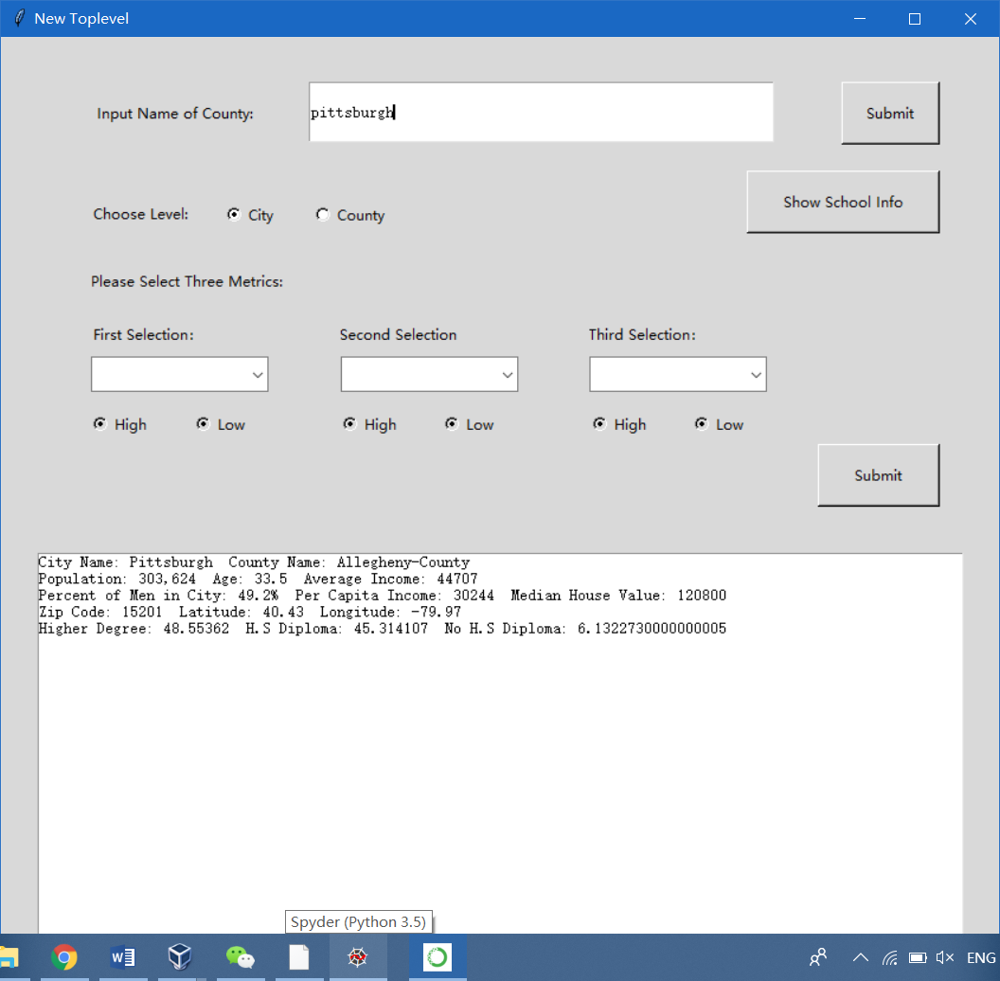 New Toplevel
Input Name of County:
pittsburgh
Submit
Show School Info
Choose Level:
City
County
Please Select Three Metrics:
First Selection:
Second Selection
Third Selection:
High
Low
High
Low
High
Low
Submit
City Name: Pittsburgh  County Name: Allegheny-County
Population: 303,624  Age: 33.5  Average Income: 44707
Percent of Men in City: 49.2%  Per Capita Income: 30244  Median House Value: 120800
Zip Code: 15201  Latitude: 40.43  Longitude: -79.97
Higher Degree: 48.55362  H.S Diploma: 45.314107  No H.S Diploma: 6.1322730000000005
Spyder (Python 3.5)
W
ENG